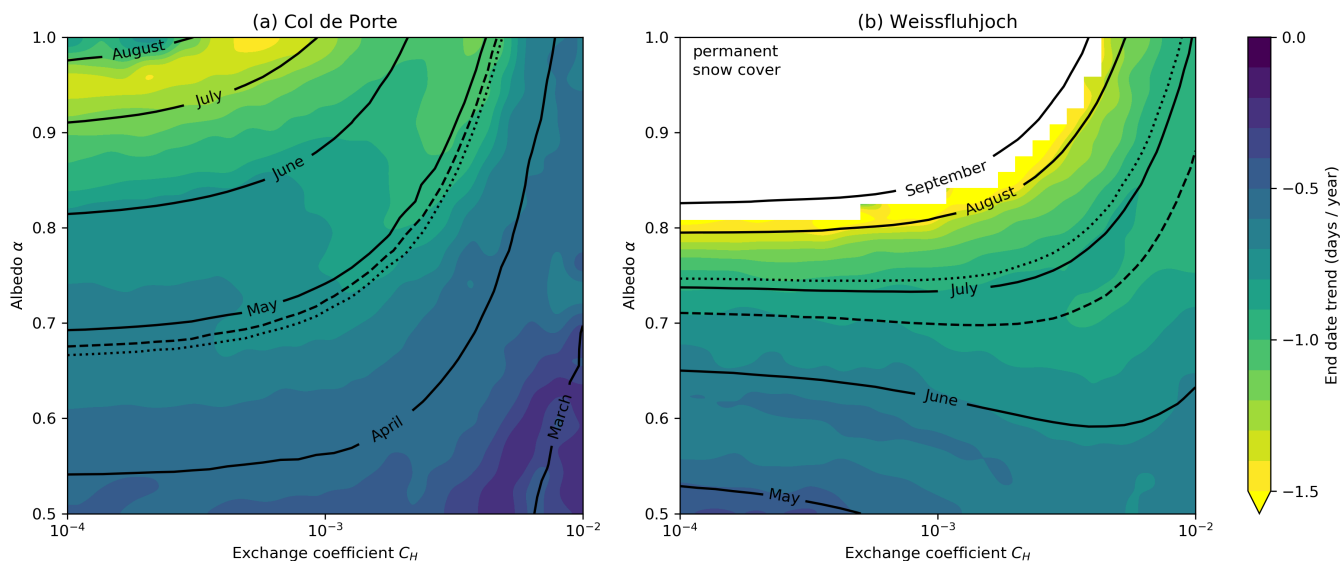 (a) Col de Porte
Albedo α
1.0
0.9
0.8
0.7
0.6
0.5
August
July
June
May
April
March
10⁻⁴
10⁻³
10⁻²
Exchange coefficient C_H
(b) Weissfluhjoch
Albedo α
1.0
0.9
0.8
0.7
0.6
0.5
permanent
snow cover
September
August
July
June
May
10⁻⁴
10⁻³
10⁻²
Exchange coefficient C_H
0.0
−0.5
−1.0
−1.5
End date trend (days / year)